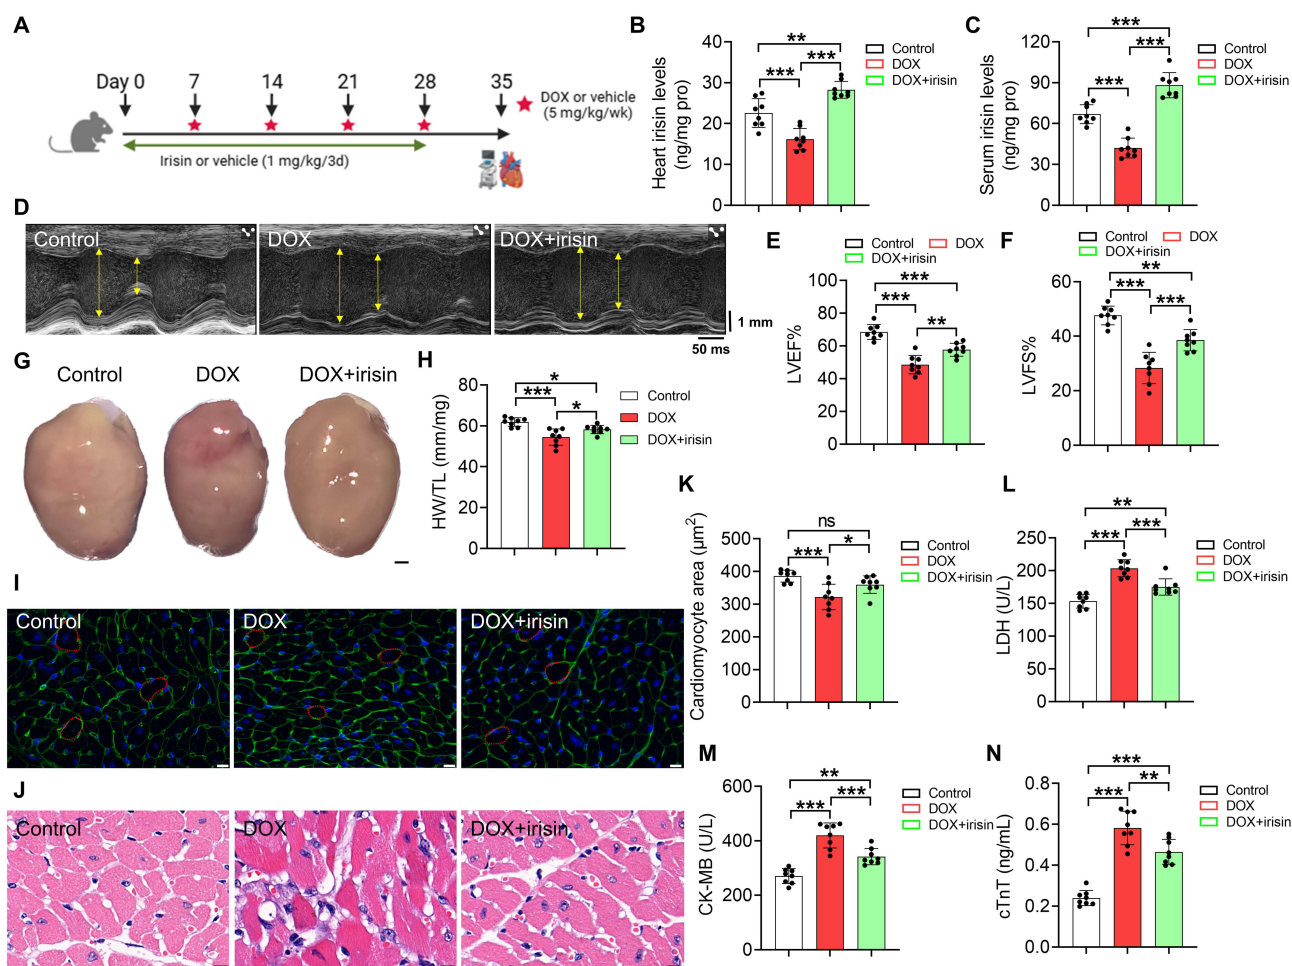 A
Day 0 7 14 21 28 35
DOX or vehicle
(5 mg/kg/wk)
Irisin or vehicle (1 mg/kg/3d)
B
Heart irisin levels
(ng/mg pro)
40
30
20
10
0
***
**
***
Control
DOX
DOX+irisin
C
Serum irisin levels
(ng/mg pro)
120
90
60
30
0
***
***
***
Control
DOX
DOX+irisin
D
Control
DOX
DOX+irisin
1 mm
50 ms
E
Control DOX
DOX+irisin
LVEF%
100
80
60
40
20
0
***
***
**
F
Control DOX
DOX+irisin
LVFS%
60
40
20
0
**
***
***
G
Control
DOX
DOX+irisin
H
HW/TL (mm/mg)
80
60
40
20
0
*
***
*
Control
DOX
DOX+irisin
I
Control
DOX
DOX+irisin
J
Control
DOX
DOX+irisin
K
Cardiomyocyte area (μm²)
500
400
300
200
100
0
ns
***
*
Control
DOX
DOX+irisin
L
LDH (U/L)
250
200
150
100
50
0
**
***
***
Control
DOX
DOX+irisin
M
CK-MB (U/L)
600
400
200
0
**
***
***
Control
DOX
DOX+irisin
N
cTnT (ng/mL)
0.8
0.6
0.4
0.2
0.0
***
***
**
Control
DOX
DOX+irisin